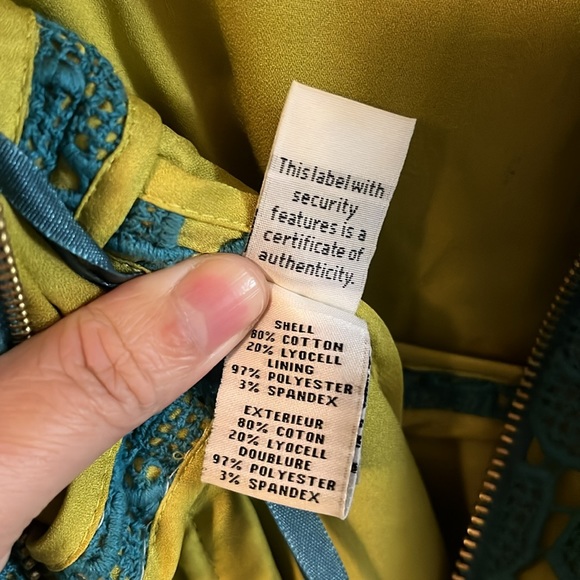 This label with
security
features is a
certificate of
authenticity.
SHELL
80% COTTON
20% LYOCELL
LINING
97% POLYESTER
3% SPANDEX
EXTERIEUR
80% COTON
20% LYOCELL
DOUBLURE
97% POLYESTER
3% SPANDEX